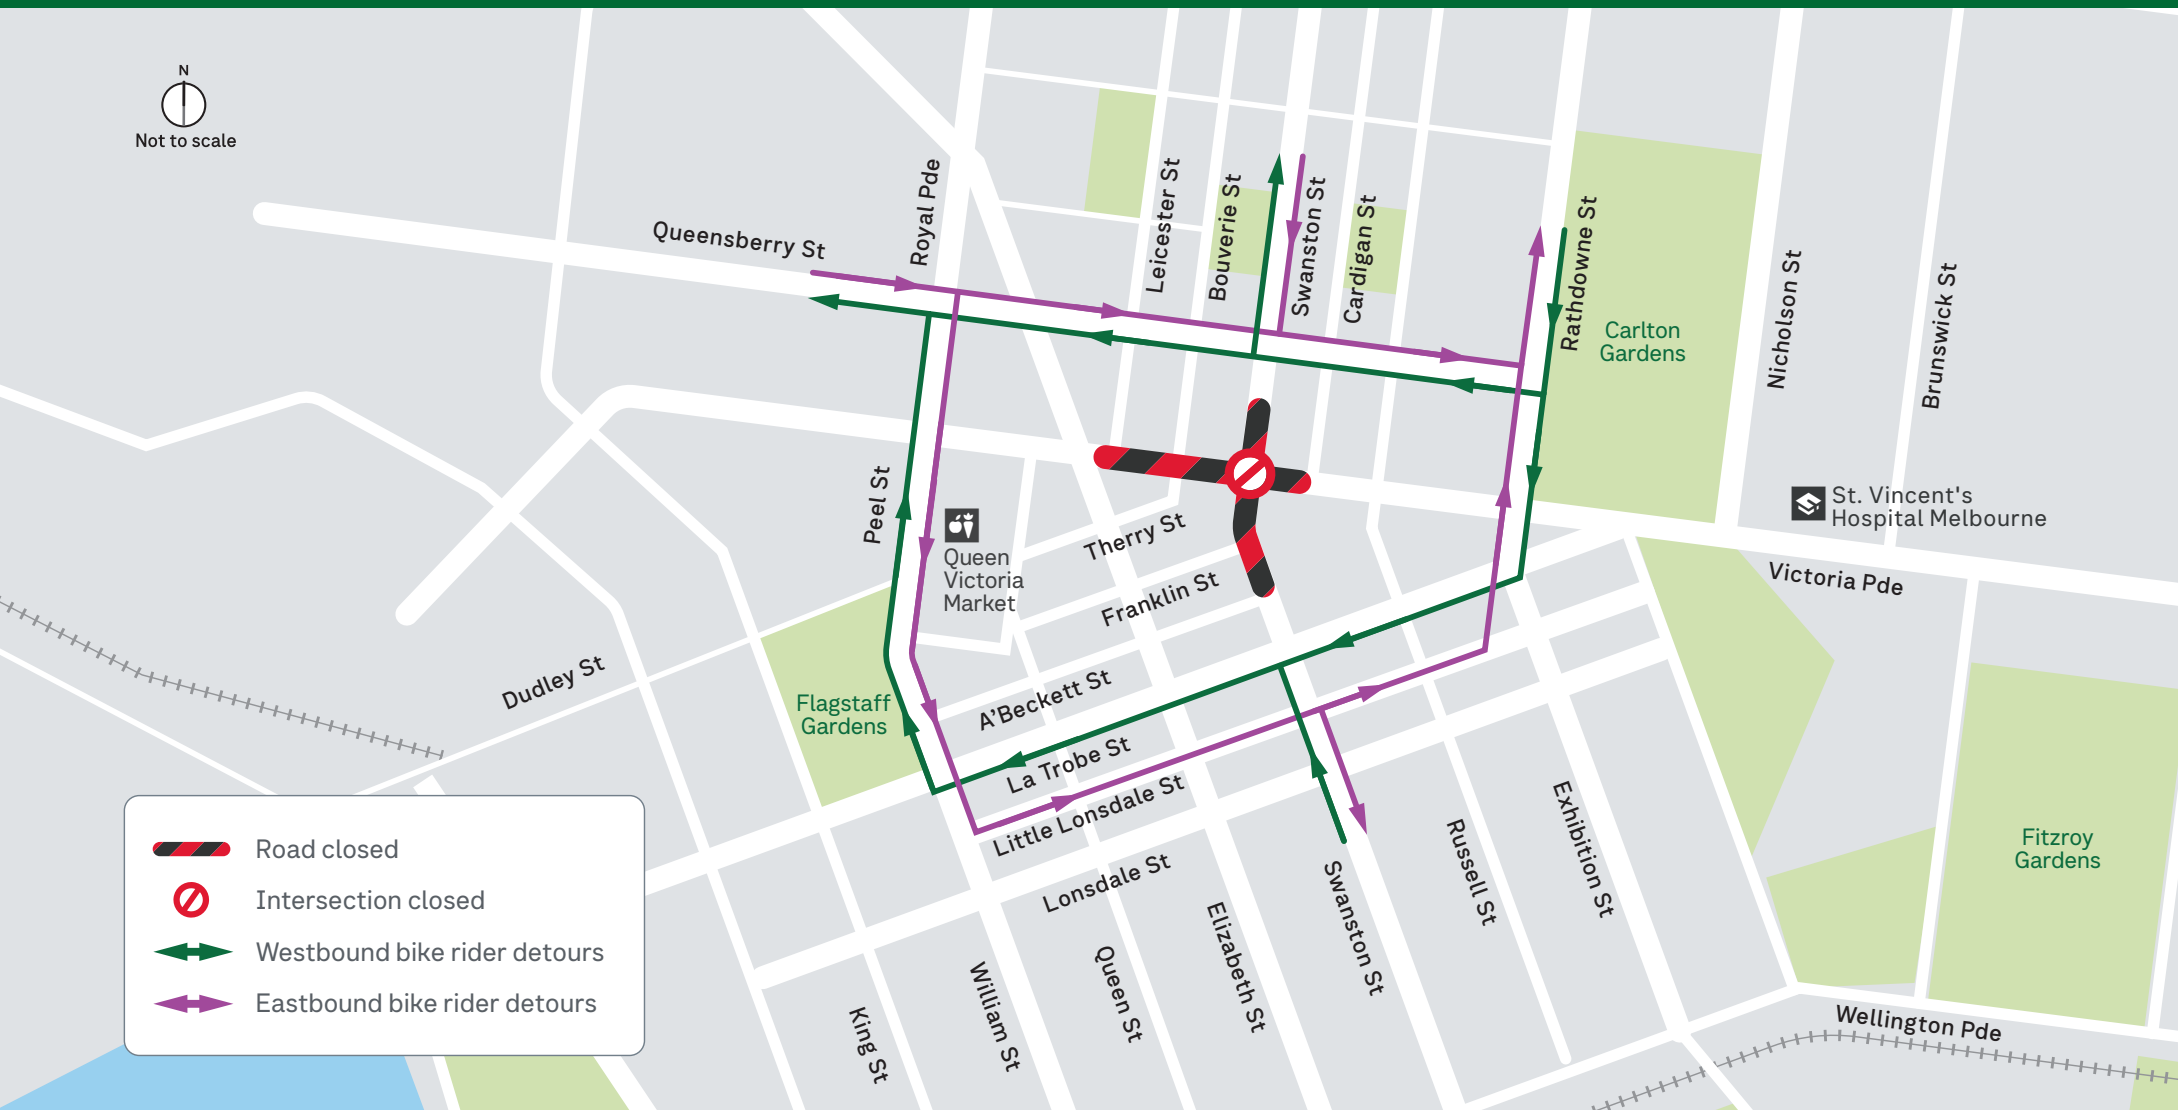 N
Not to scale
Queensberry St
Royal Pde
Leicester St
Bouverie St
Swanston St
Cardigan St
Rathdowne St
Carlton
Gardens
Nicholson St
Brunswick St
Peel St
Queen
Victoria
Market
Therry St
Franklin St
St. Vincent's
Hospital Melbourne
Victoria Pde
Dudley St
Flagstaff
Gardens
A'Beckett St
La Trobe St
Little Lonsdale St
Lonsdale St
King St
William St
Queen St
Elizabeth St
Swanston St
Russell St
Exhibition St
Fitzroy
Gardens
Wellington Pde
Road closed
Intersection closed
Westbound bike rider detours
Eastbound bike rider detours